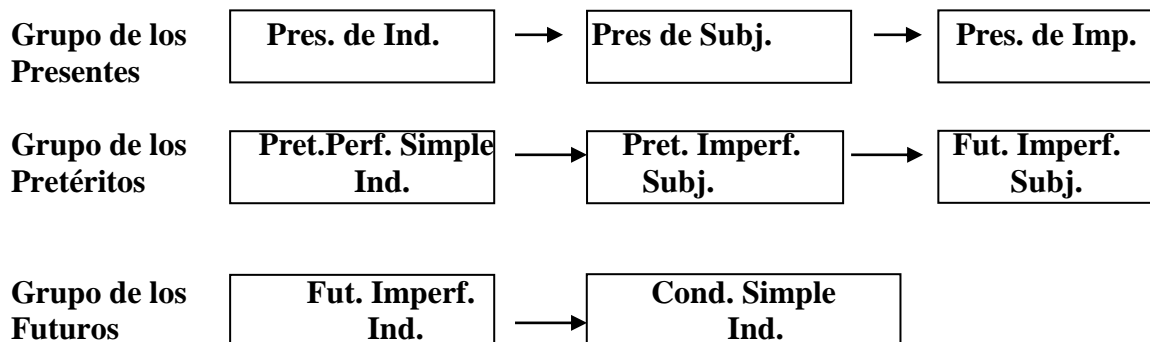 Grupo de los Pres. de Ind. Pres de Subj. Pres. de Imp.
Presentes
Grupo de los Pret.Perf. Simple Pret. Imperf. Fut. Imperf.
Pretéritos Ind. Subj. Subj.
Grupo de los Fut. Imperf. Cond. Simple
Futuros Ind. Ind.